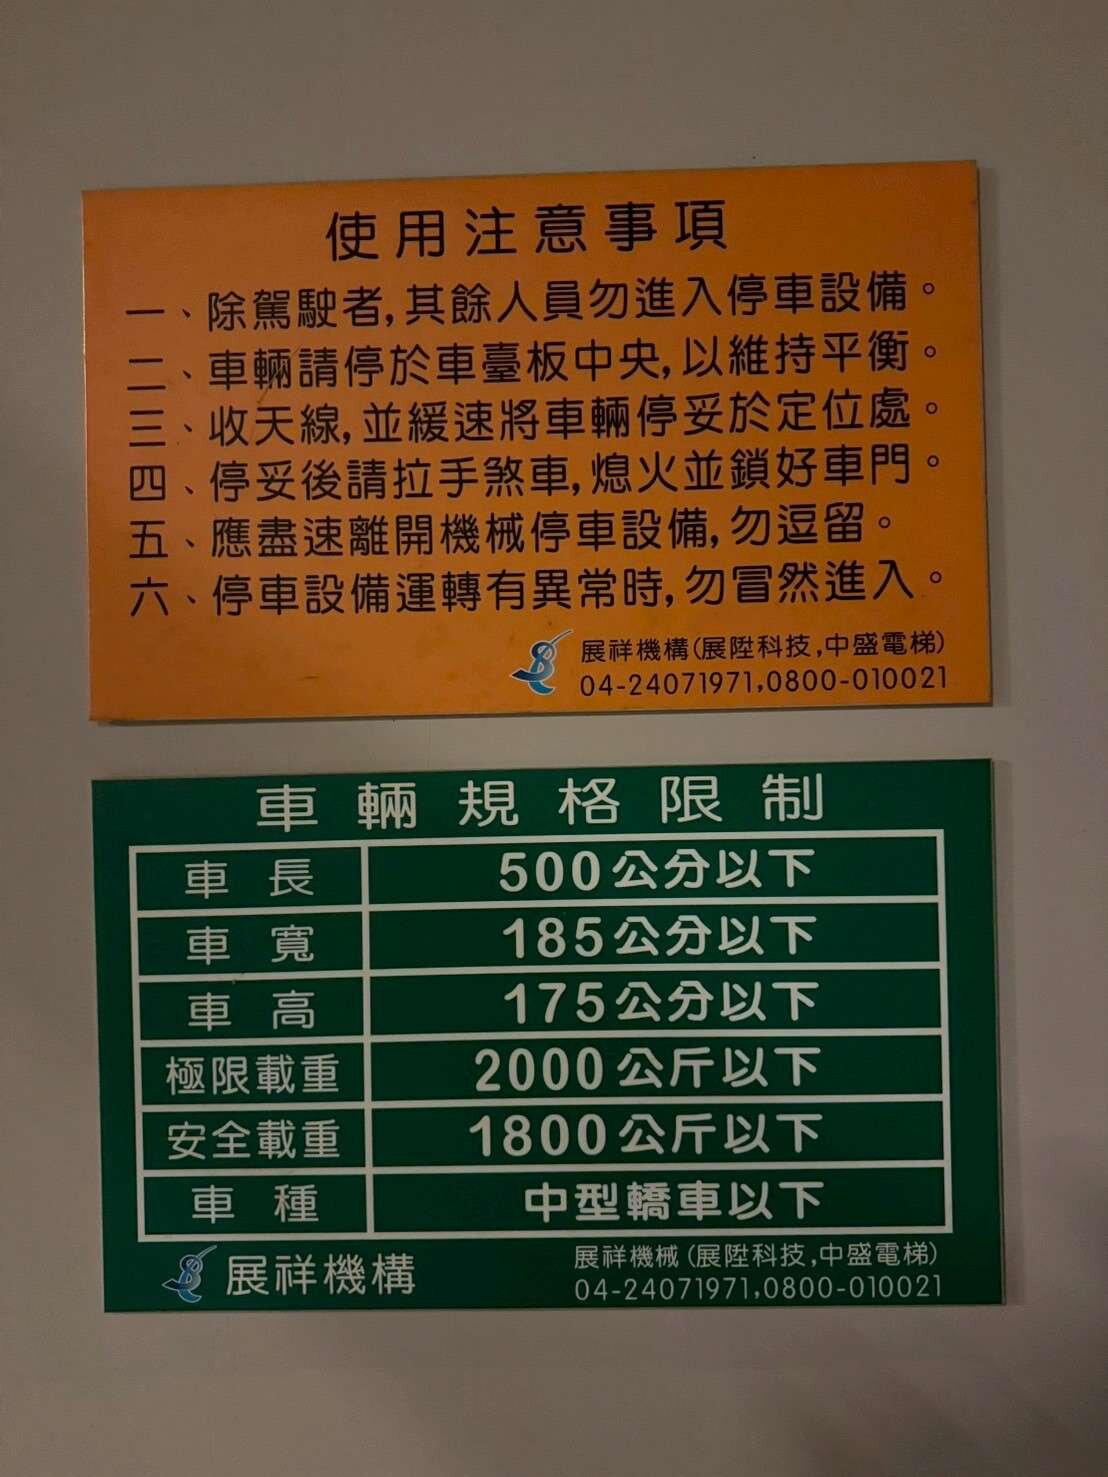 使用注意事項
一、除駕駛者,其餘人員勿進入停車設備。
二、車輛請停於車臺板中央,以維持平衡。
三、收天線,並緩速將車輛停妥於定位處。
四、停妥後請拉手煞車,熄火並鎖好車門。
五、應盡速離開機械停車設備,勿逗留。
六、停車設備運轉有異常時,勿冒然進入。
展祥機構(展陞科技,中盛電梯)
04-24071971,0800-010021
車輛規格限制
車長 500公分以下
車寬 185公分以下
車高 175公分以下
極限載重 2000公斤以下
安全載重 1800公斤以下
車種 中型轎車以下
展祥機構
展祥機械(展陞科技,中盛電梯)
04-24071971,0800-010021